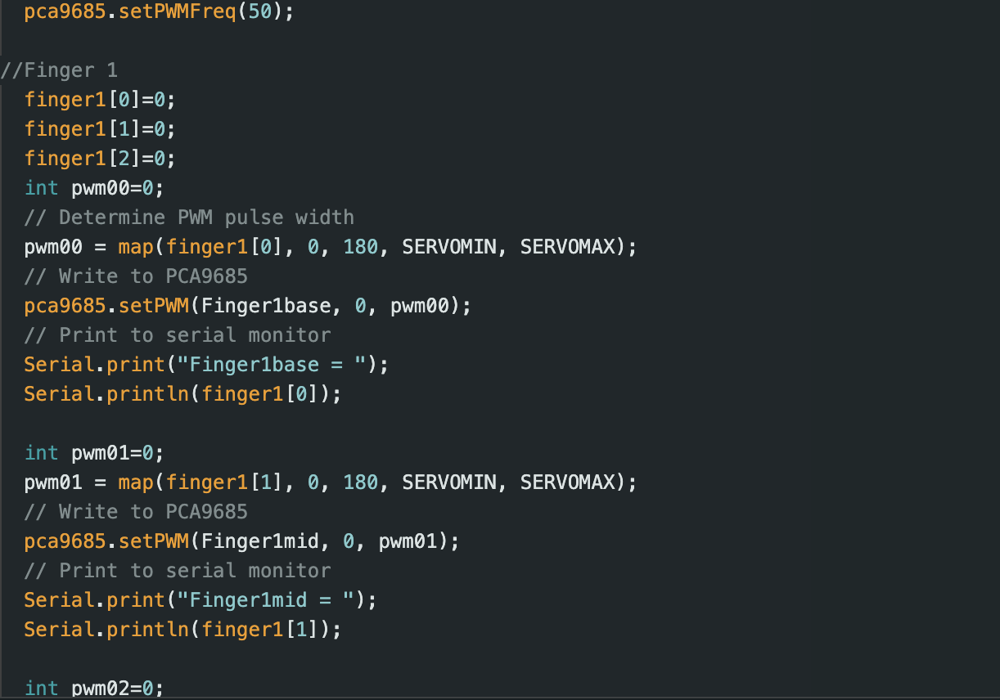 pca9685.setPWMFreq(50);
//Finger 1
finger1[0]=0;
finger1[1]=0;
finger1[2]=0;
int pwm00=0;
// Determine PWM pulse width
pwm00 = map(finger1[0], 0, 180, SERVOMIN, SERVOMAX);
// Write to PCA9685
pca9685.setPWM(Finger1base, 0, pwm00);
// Print to serial monitor
Serial.print("Finger1base = ");
Serial.println(finger1[0]);
int pwm01=0;
pwm01 = map(finger1[1], 0, 180, SERVOMIN, SERVOMAX);
// Write to PCA9685
pca9685.setPWM(Finger1mid, 0, pwm01);
// Print to serial monitor
Serial.print("Finger1mid = ");
Serial.println(finger1[1]);
int pwm02=0;